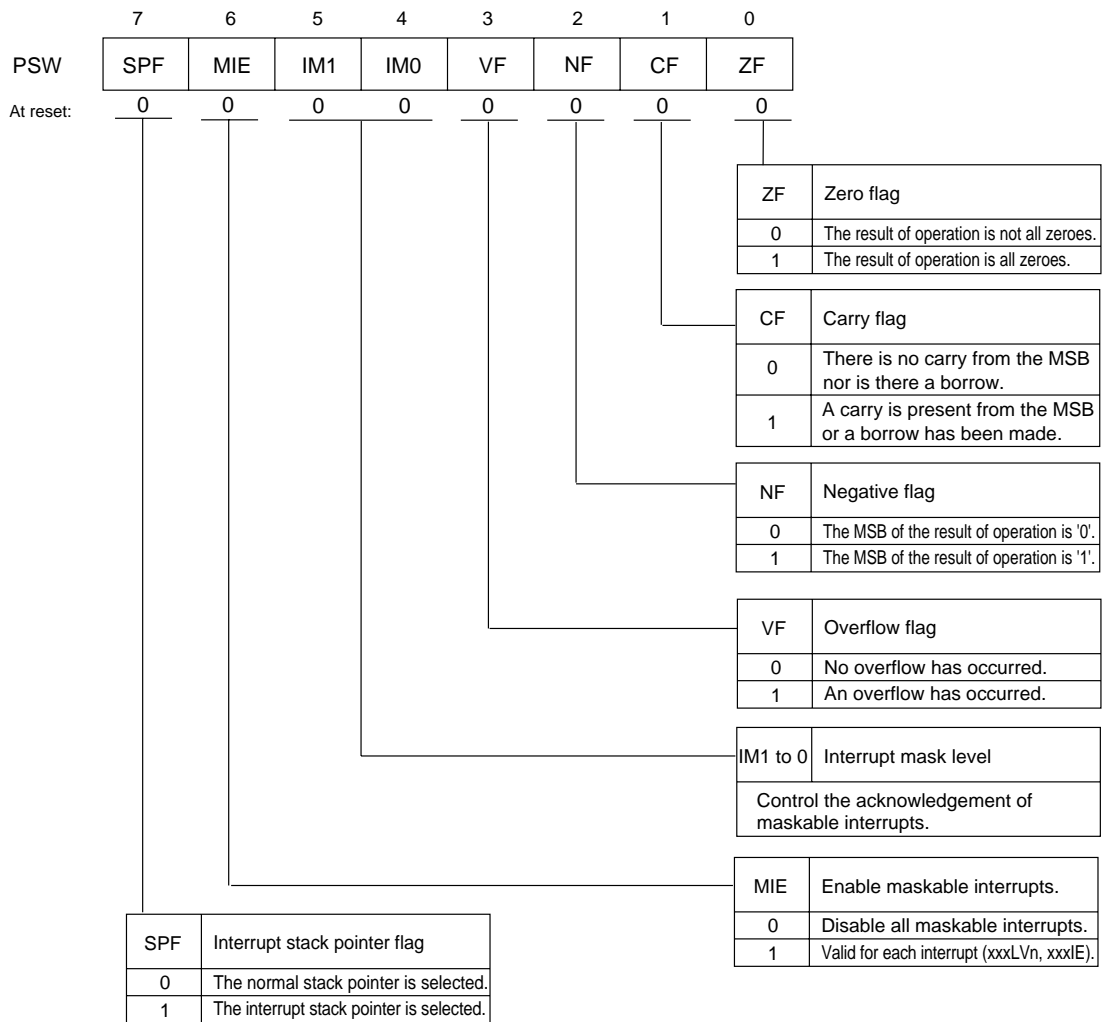 7 6 5 4 3 2 1 0
PSW SPF MIE IM1 IM0 VF NF CF ZF
At reset: 0 0 0 0 0 0 0 0
ZF Zero flag
0 The result of operation is not all zeroes.
1 The result of operation is all zeroes.
CF Carry flag
0 There is no carry from the MSB
nor is there a borrow.
1 A carry is present from the MSB
or a borrow has been made.
NF Negative flag
0 The MSB of the result of operation is '0'.
1 The MSB of the result of operation is '1'.
VF Overflow flag
0 No overflow has occurred.
1 An overflow has occurred.
IM1 to 0 Interrupt mask level
Control the acknowledgement of
maskable interrupts.
MIE Enable maskable interrupts.
0 Disable all maskable interrupts.
1 Valid for each interrupt (xxxLVn, xxxIE).
SPF Interrupt stack pointer flag
0 The normal stack pointer is selected.
1 The interrupt stack pointer is selected.